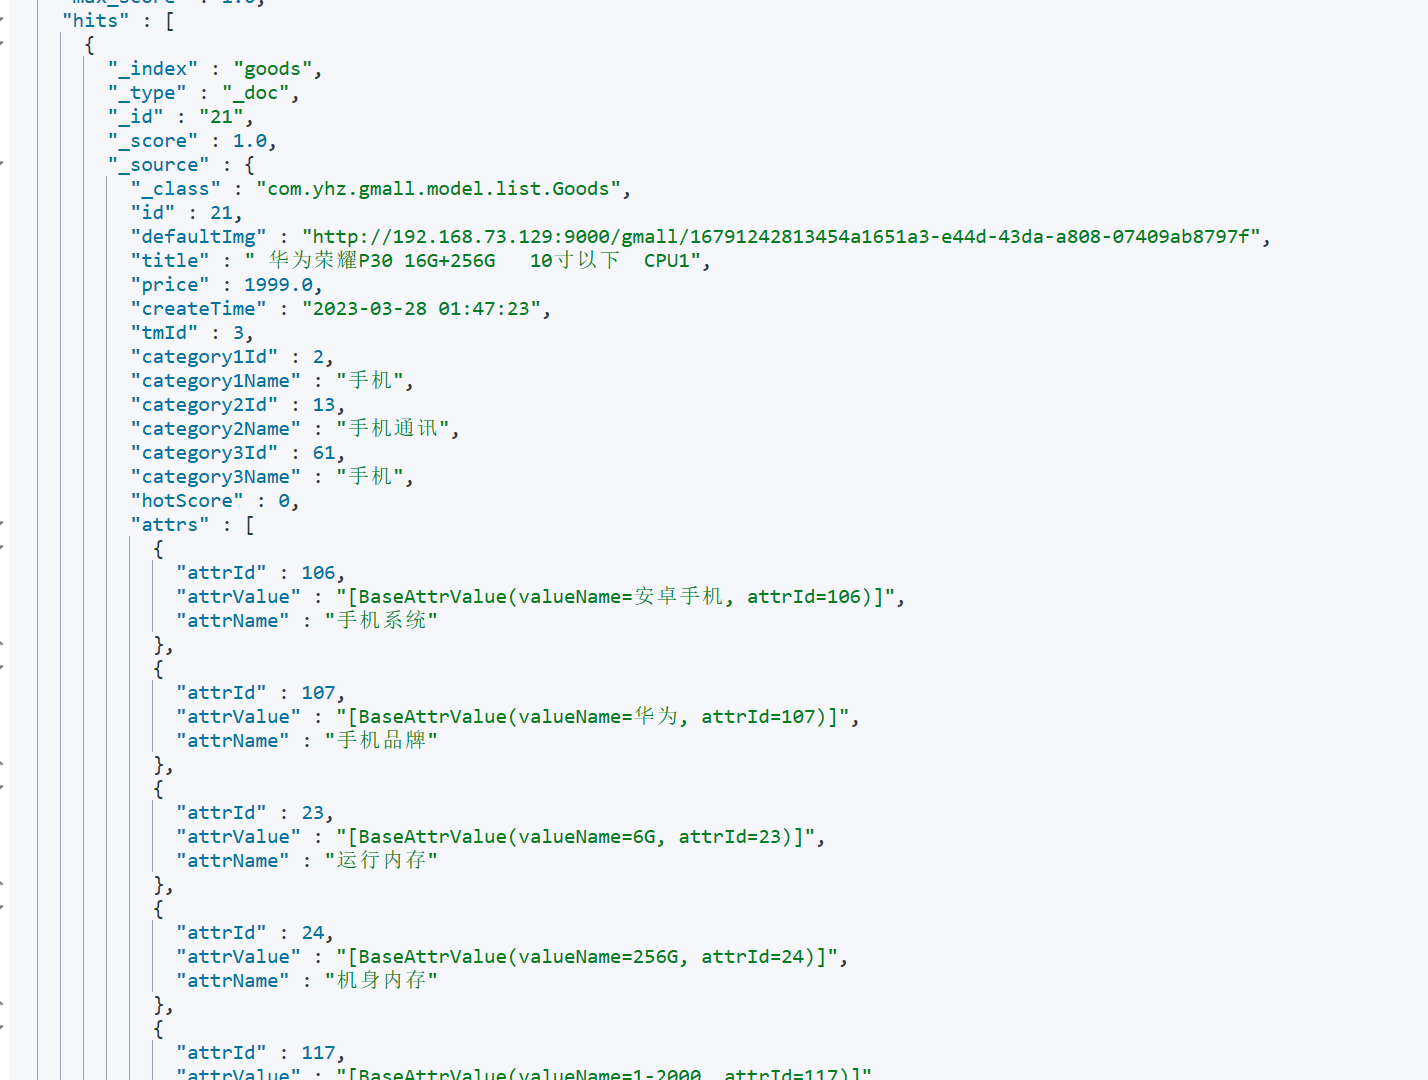 "max_score" : 1.0,
"hits" : [
{
"_index" : "goods",
"_type" : "_doc",
"_id" : "21",
"_score" : 1.0,
"_source" : {
"_class" : "com.yhz.gmall.model.list.Goods",
"id" : 21,
"defaultImg" : "http://192.168.73.129:9000/gmall/16791242813454a1651a3-e44d-43da-a808-07409ab8797f",
"title" : " 华为荣耀P30 16G+256G   10寸以下  CPU1",
"price" : 1999.0,
"createTime" : "2023-03-28 01:47:23",
"tmId" : 3,
"category1Id" : 2,
"category1Name" : "手机",
"category2Id" : 13,
"category2Name" : "手机通讯",
"category3Id" : 61,
"category3Name" : "手机",
"hotScore" : 0,
"attrs" : [
{
"attrId" : 106,
"attrValue" : "[BaseAttrValue(valueName=安卓手机, attrId=106)]",
"attrName" : "手机系统"
},
{
"attrId" : 107,
"attrValue" : "[BaseAttrValue(valueName=华为, attrId=107)]",
"attrName" : "手机品牌"
},
{
"attrId" : 23,
"attrValue" : "[BaseAttrValue(valueName=6G, attrId=23)]",
"attrName" : "运行内存"
},
{
"attrId" : 24,
"attrValue" : "[BaseAttrValue(valueName=256G, attrId=24)]",
"attrName" : "机身内存"
},
{
"attrId" : 117,
"attrValue" : "[BaseAttrValue(valueName=1-2000, attrId=117)]"